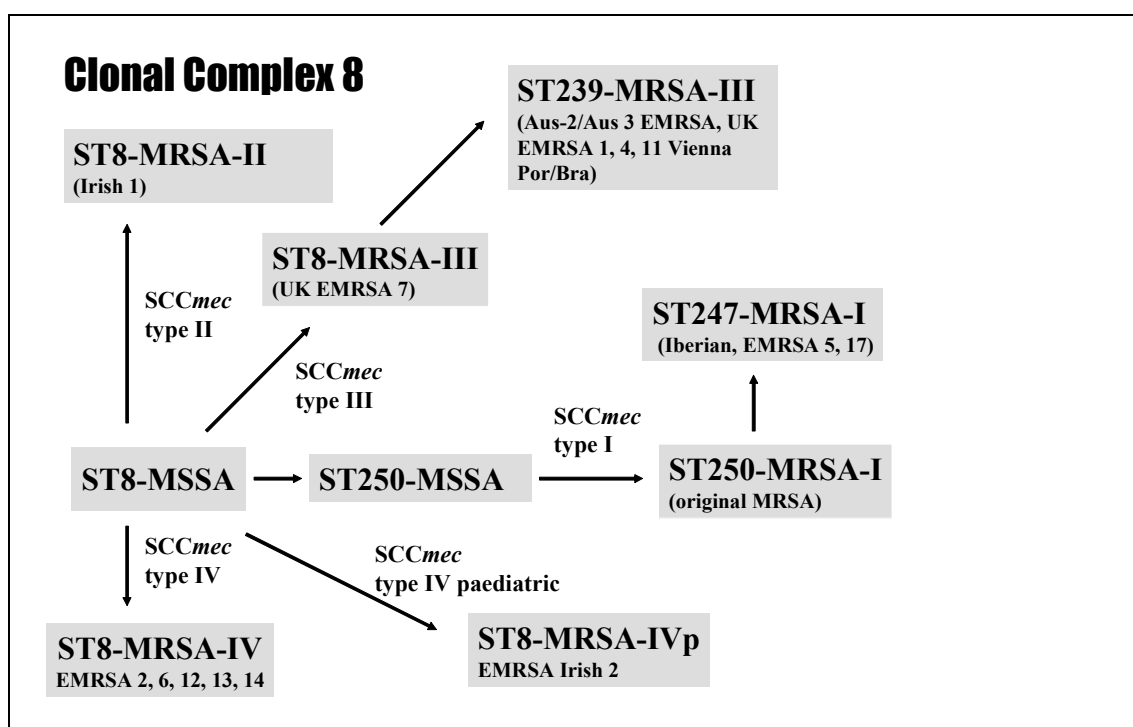 Clonal Complex 8
ST239-MRSA-III
(Aus-2/Aus 3 EMRSA, UK
EMRSA 1, 4, 11 Vienna
Por/Bra)
ST8-MRSA-II
(Irish 1)
ST8-MRSA-III
(UK EMRSA 7)
SCCmec
type II
ST247-MRSA-I
(Iberian, EMRSA 5, 17)
SCCmec
type III
SCCmec
type I
ST8-MSSA
ST250-MSSA
ST250-MRSA-I
(original MRSA)
SCCmec
type IV
SCCmec
type IV paediatric
ST8-MRSA-IV
EMRSA 2, 6, 12, 13, 14
ST8-MRSA-IVp
EMRSA Irish 2